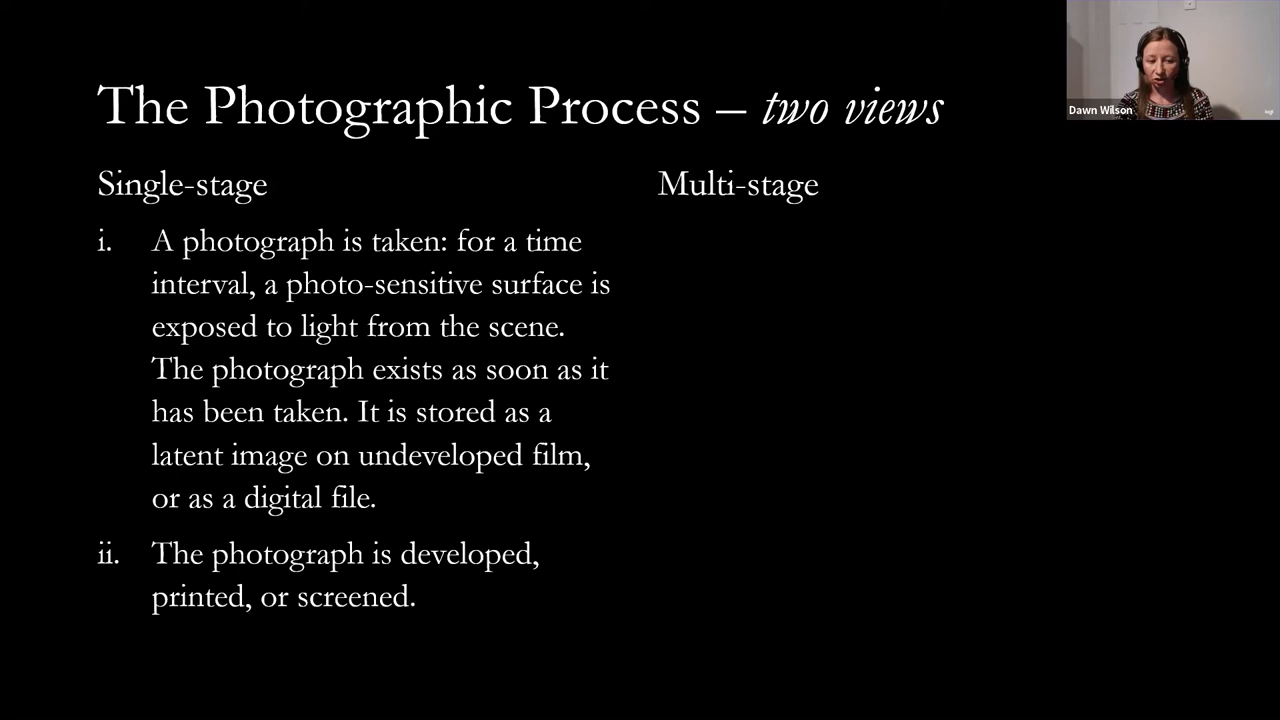 The Photographic Process – two views
Single-stage
i. A photograph is taken: for a time
interval, a photo-sensitive surface is
exposed to light from the scene.
The photograph exists as soon as it
has been taken. It is stored as a
latent image on undeveloped film,
or as a digital file.
ii. The photograph is developed,
printed, or screened.
Multi-stage
Dawn Wilson